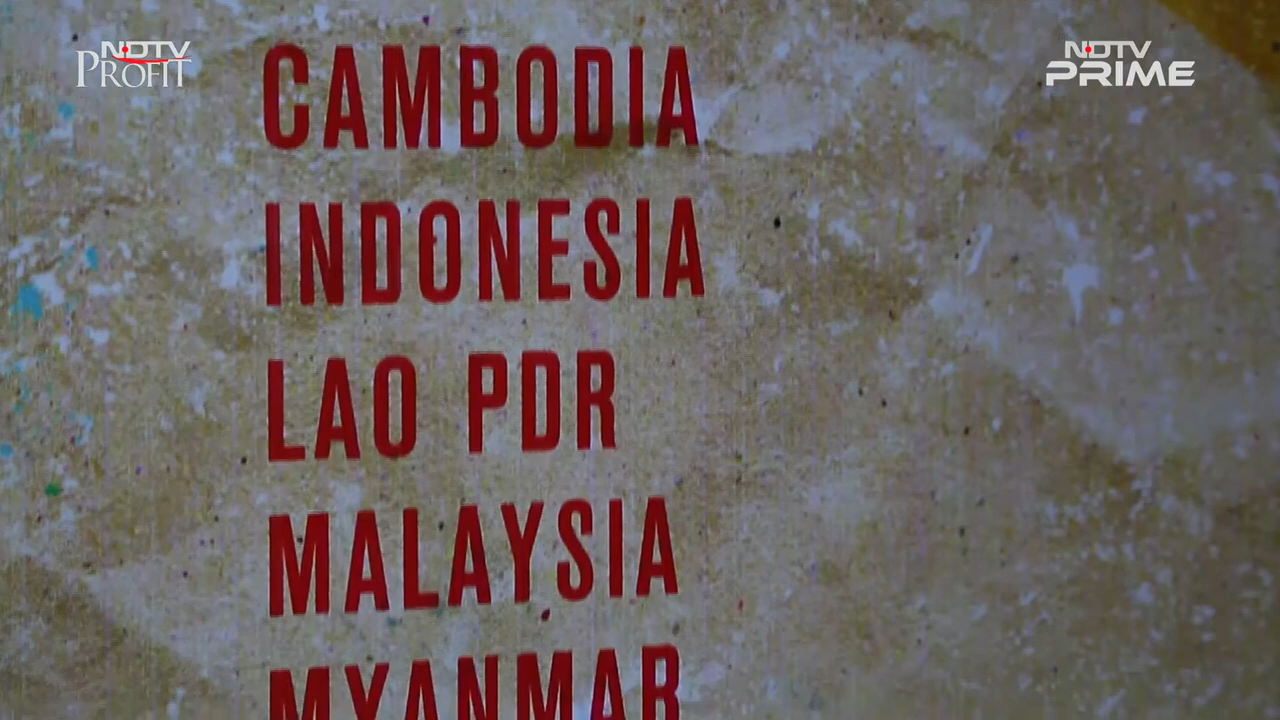 NDTV
PROFIT
NDTV
PRIME
CAMBODIA
INDONESIA
LAO PDR
MALAYSIA
MYANMAR